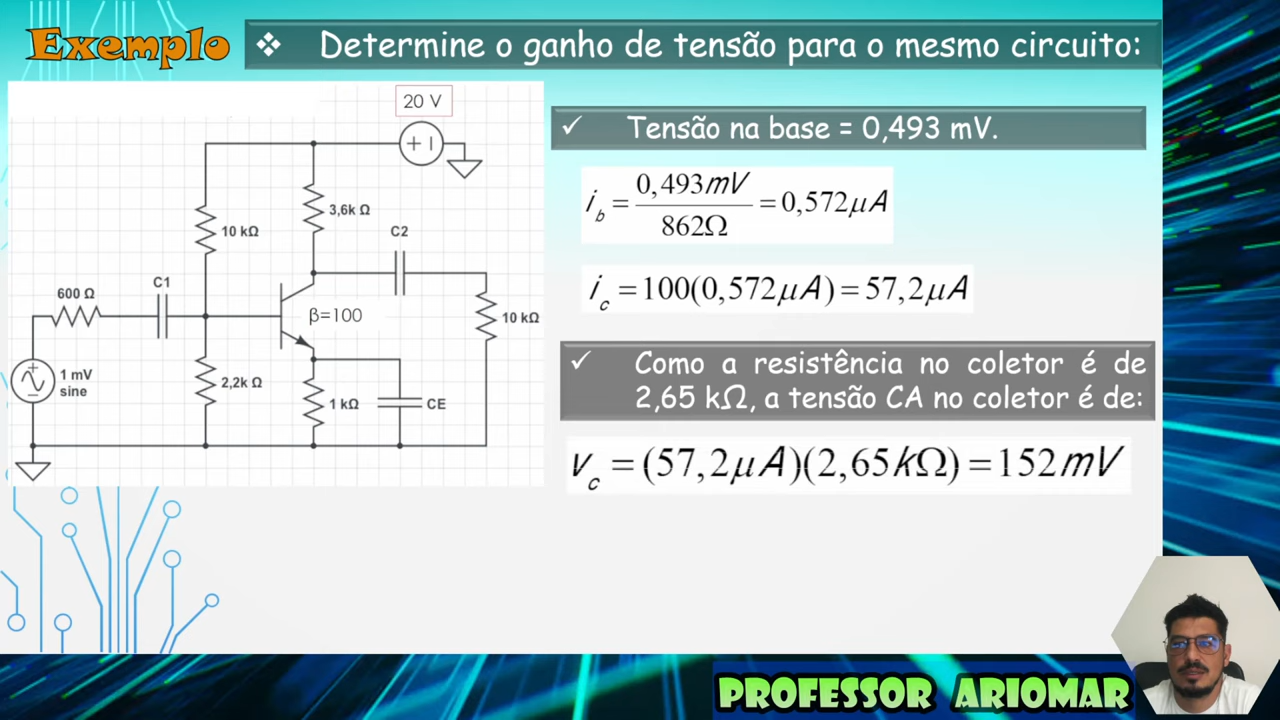 Exemplo
❖ Determine o ganho de tensão para o mesmo circuito:
20 V
✓ Tensão na base = 0,493 mV.
i_b = 0,493mV / 862Ω = 0,572μA
3,6k Ω
10 kΩ
C2
i_c = 100(0,572μA) = 57,2μA
C1
600 Ω
β=100
10 kΩ
1 mV
sine
2,2k Ω
1 kΩ
CE
✓ Como a resistência no coletor é de
2,65 kΩ, a tensão CA no coletor é de:
v_c = (57,2μA)(2,65kΩ) = 152mV
PROFESSOR ARIOMAR